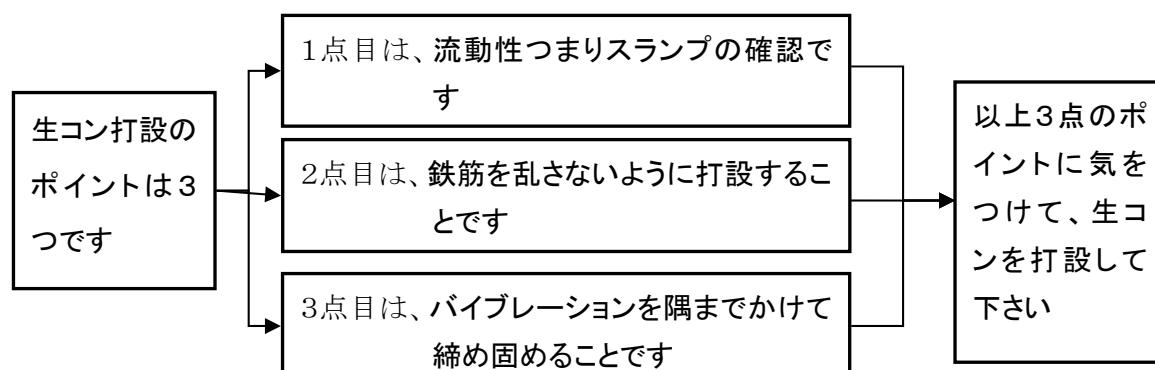 生コン打設の
ポイントは３
つです
１点目は、流動性つまりスランプの確認で
す
２点目は、鉄筋を乱さないように打設するこ
とです
３点目は、バイブレーションを隅までかけて
締め固めることです
以上３点のポ
イントに気を
つけて、生コ
ンを打設して
下さい